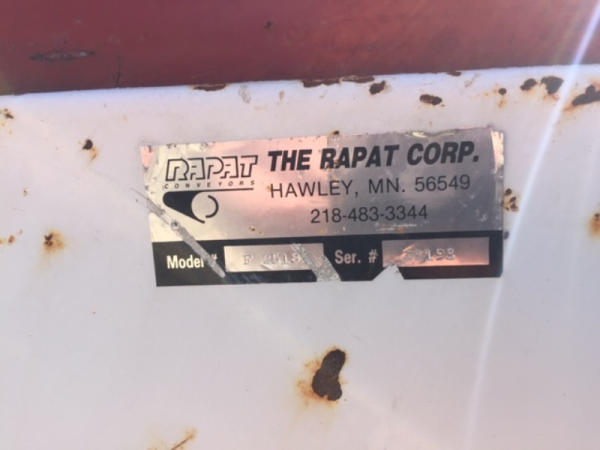 RAPAT
CONVEYORS
THE RAPAT CORP.
HAWLEY, MN. 56549
218-483-3344
Model # Ser. #